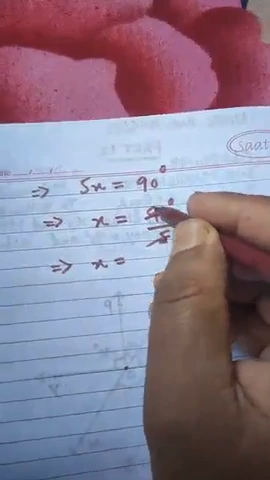 Saat
⇒ 5x = 90°
⇒ x = 90°/5
⇒ x =